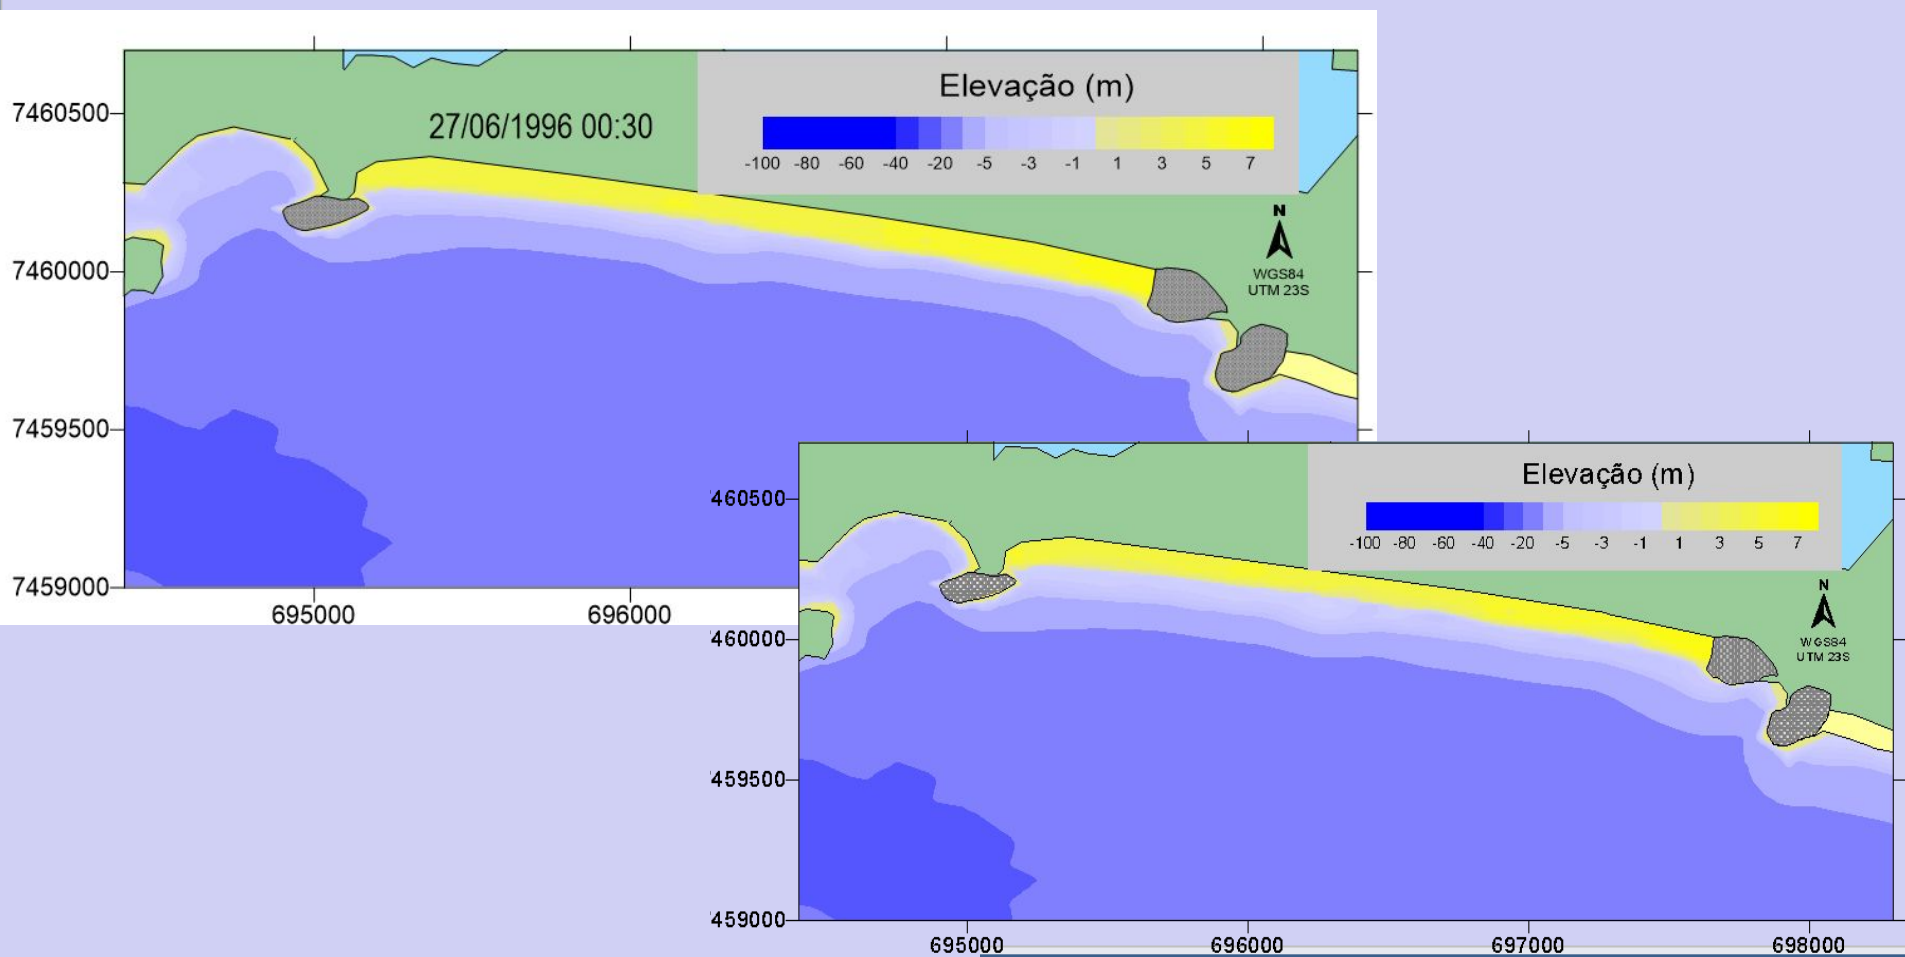 Elevação (m)
-100 -80 -60 -40 -20 -5 -3 -1 1 3 5 7
27/06/1996 00:30
7460500
N
WGS84
UTM 23S
7460000
7459500
7459000
695000 696000
Elevação (m)
-100 -80 -60 -40 -20 -5 -3 -1 1 3 5 7
460500
N
WGS84
UTM 23S
460000
459500
459000
695000 696000 697000 698000